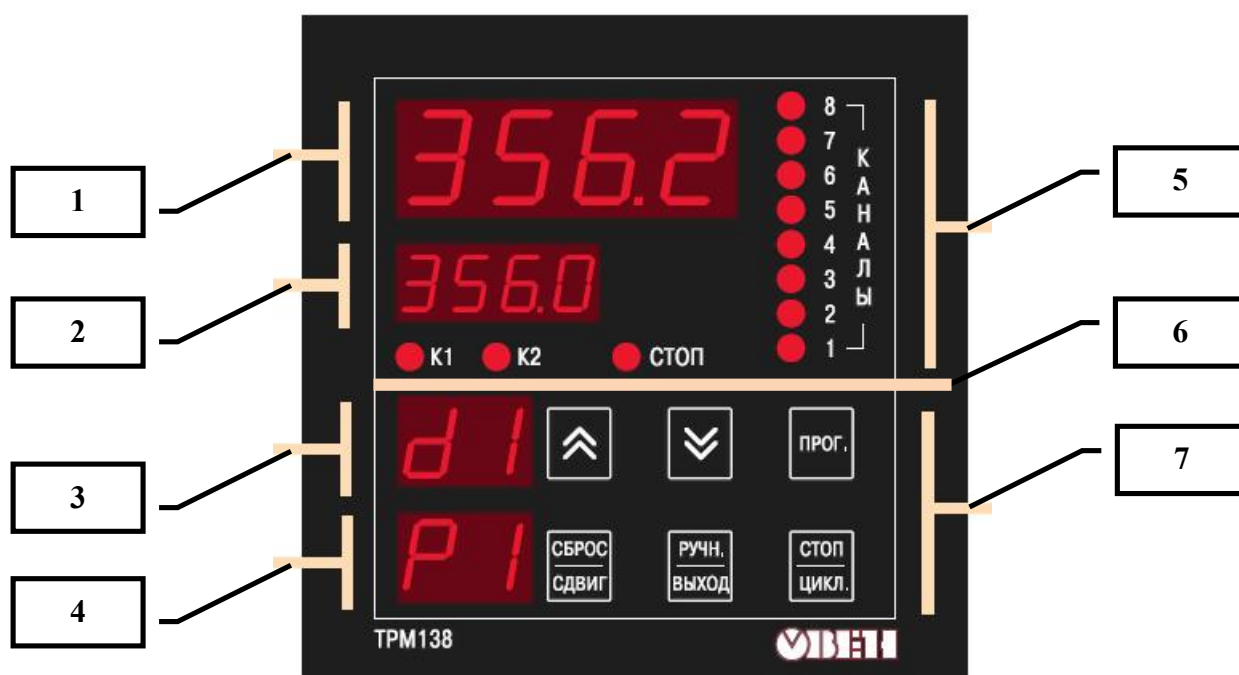 356.2
356.0
К1
К2
СТОП
8
7
6
5
4
3
2
1
КАНАЛЫ
d1
P1
ПРОГ.
СБРОС
СДВИГ
РУЧН.
ВЫХОД
СТОП
ЦИКЛ.
ТРМ138
ОВЕН
1
2
3
4
5
6
7